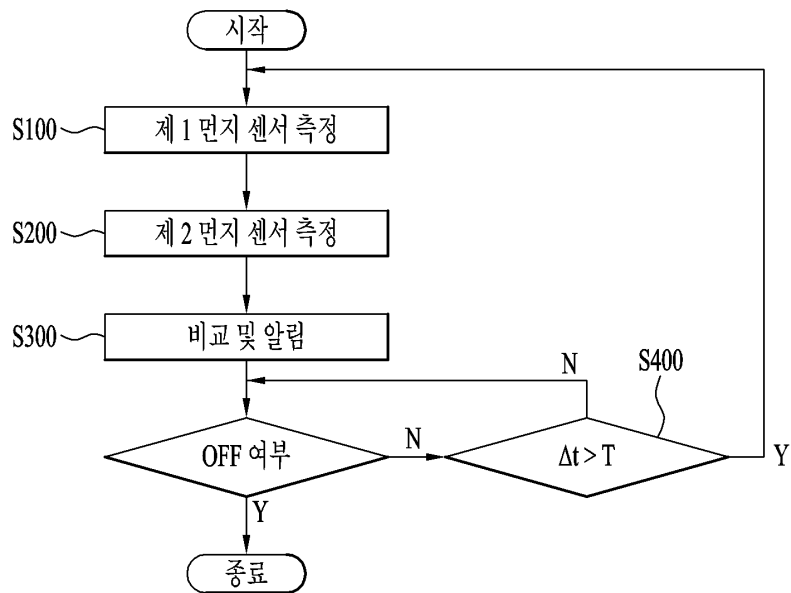 시작
S100
제 1 먼지 센서 측정
S200
제 2 먼지 센서 측정
S300
비교 및 알림
N
S400
OFF 여부
N
Δt > T
Y
Y
종료